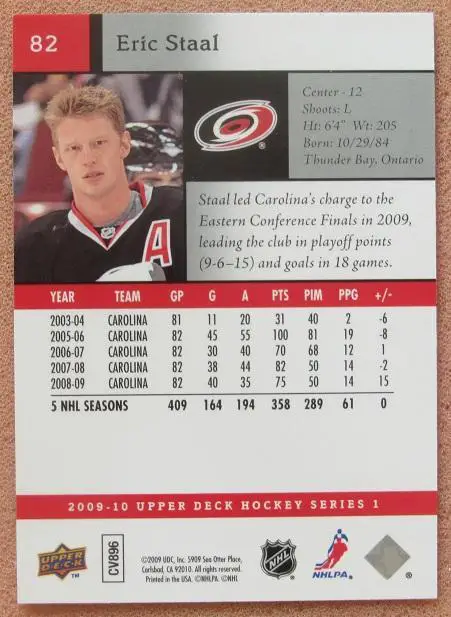 82 Eric Staal
Center - 12
Shoots: L
Ht: 6'4" Wt: 205
Born: 10/29/84
Thunder Bay, Ontario
Staal led Carolina's charge to the
Eastern Conference Finals in 2009,
leading the club in playoff points
(9-6–15) and goals in 18 games.
A
YEAR TEAM GP G A PTS PIM PPG +/-
2003-04 CAROLINA 81 11 20 31 40 2 -6
2005-06 CAROLINA 82 45 55 100 81 19 -8
2006-07 CAROLINA 82 30 40 70 68 12 1
2007-08 CAROLINA 82 38 44 82 50 14 -2
2008-09 CAROLINA 82 40 35 75 50 14 15
5 NHL SEASONS 409 164 194 358 289 61 0
2009-10 UPPER DECK HOCKEY SERIES 1
UPPER DECK ™
CV896
©2009 UDC, Inc. 5909 Sea Otter Place,
Carlsbad, CA 92010. All rights reserved.
Printed in the USA. ©NHLPA. ©NHL
NHL
NHLPA.
®